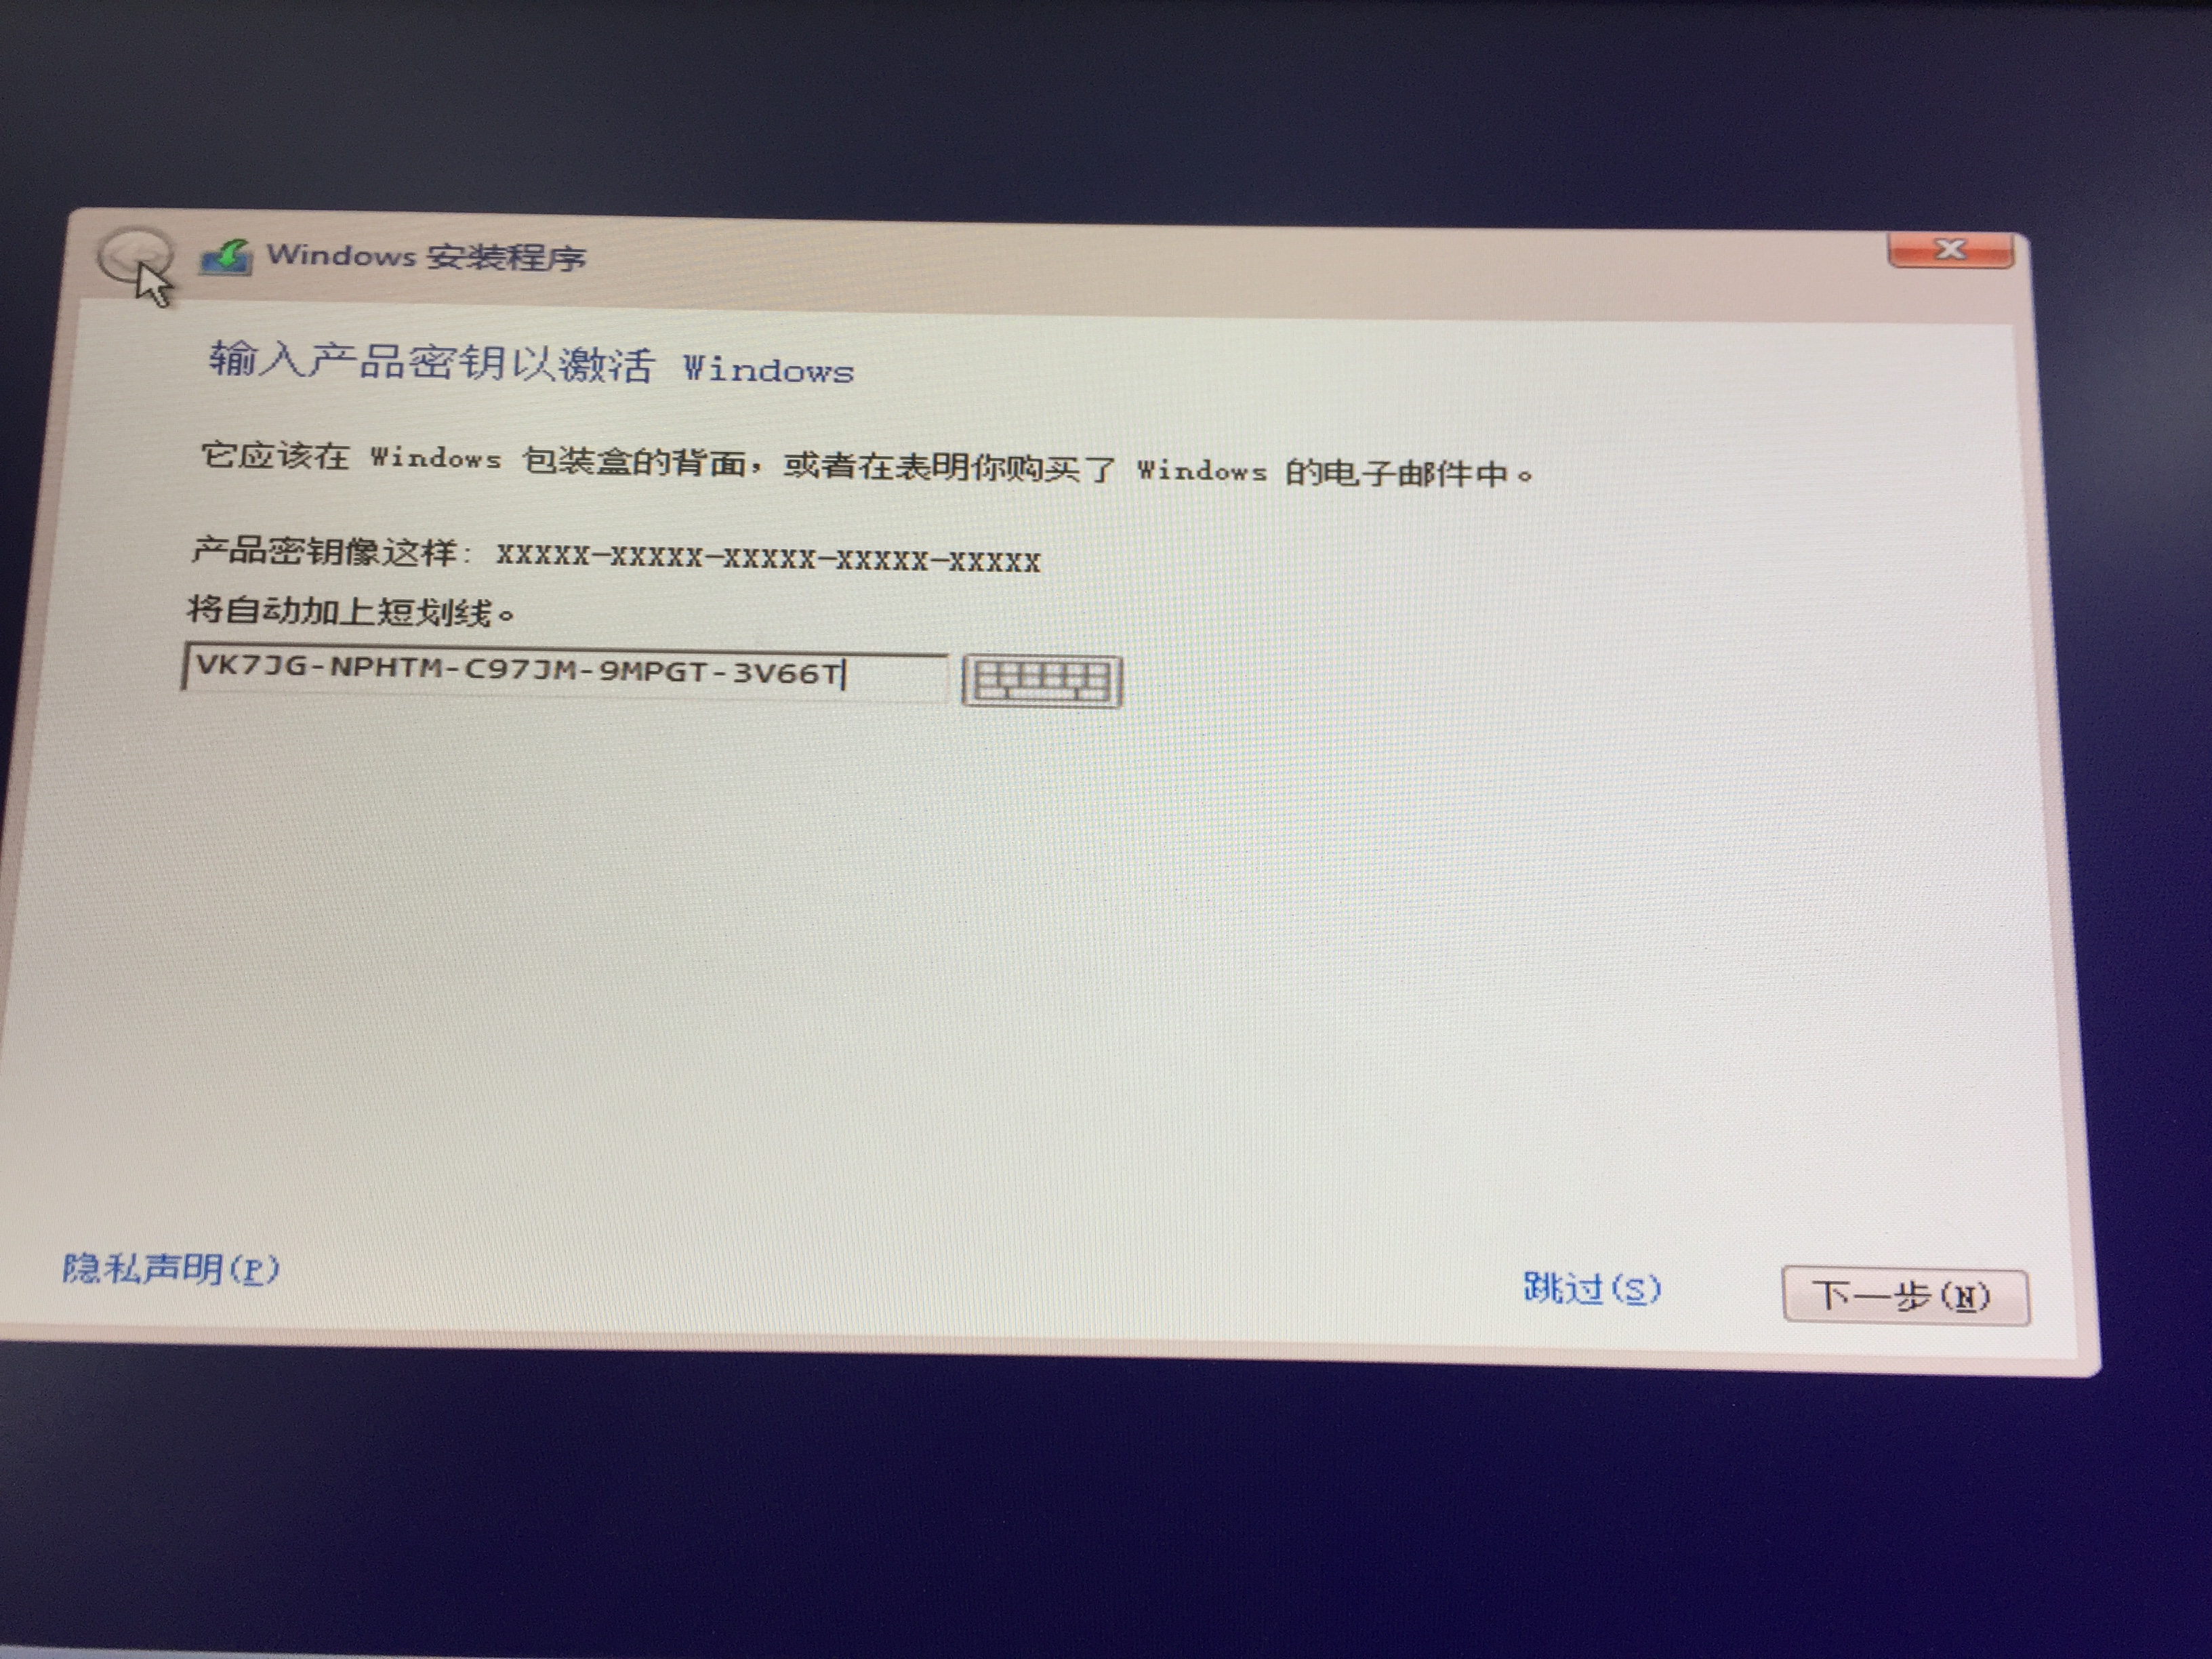 Windows 安装程序
输入产品密钥以激活 Windows
它应该在 Windows 包装盒的背面，或者在表明你购买了 Windows 的电子邮件中。
产品密钥像这样: XXXXX-XXXXX-XXXXX-XXXXX-XXXXX
将自动加上短划线。
VK7JG-NPHTM-C97JM-9MPGT-3V66T
隐私声明(P)
跳过(S)
下一步(N)